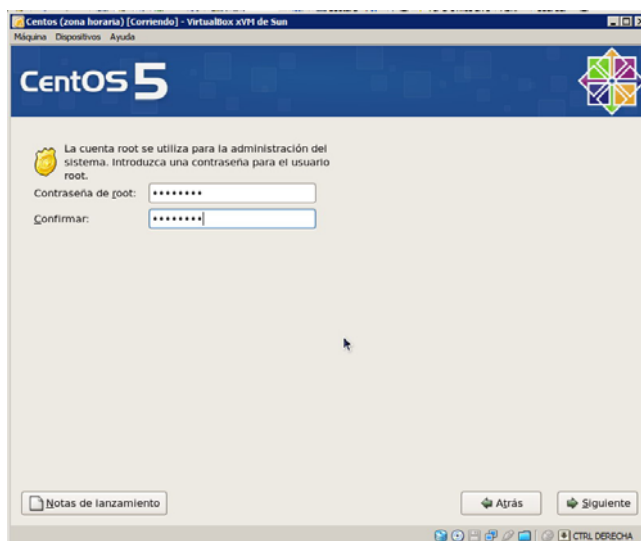 Centos (zona horaria) [Corriendo] - VirtualBox xVM de Sun
Máquina Dispositivos Ayuda
CentOS 5
La cuenta root se utiliza para la administración del
sistema. Introduzca una contraseña para el usuario
root.
Contraseña de root: ••••••••
Confirmar: ••••••••
Notas de lanzamiento
Atrás
Siguiente
CTRL DERECHA